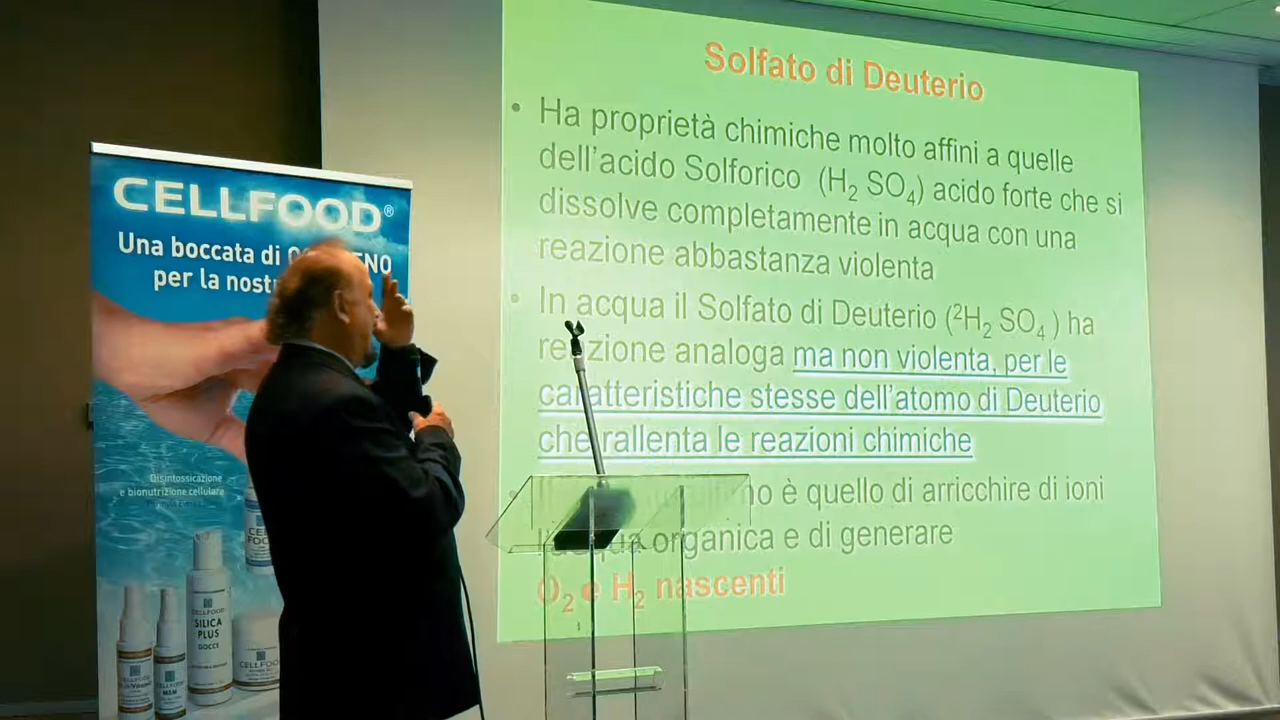 CELLFOOD®
Una boccata di
per la
Disintossicazione
e bionutrizione cellulare
SILICA
PLUS
GOCCE
CELLFOOD
MSM
CELLFOOD
Solfato di Deuterio
• Ha proprietà chimiche molto affini a quelle
dell'acido Solforico (H₂ SO₄) acido forte che si
dissolve completamente in acqua con una
reazione abbastanza violenta
• In acqua il Solfato di Deuterio (²H₂ SO₄ ) ha
reazione analoga ma non violenta, per le
caratteristiche stesse dell'atomo di Deuterio
che rallenta le reazioni chimiche
è quello di arricchire di ioni
organica e di generare
O₂ e H₂ nascenti